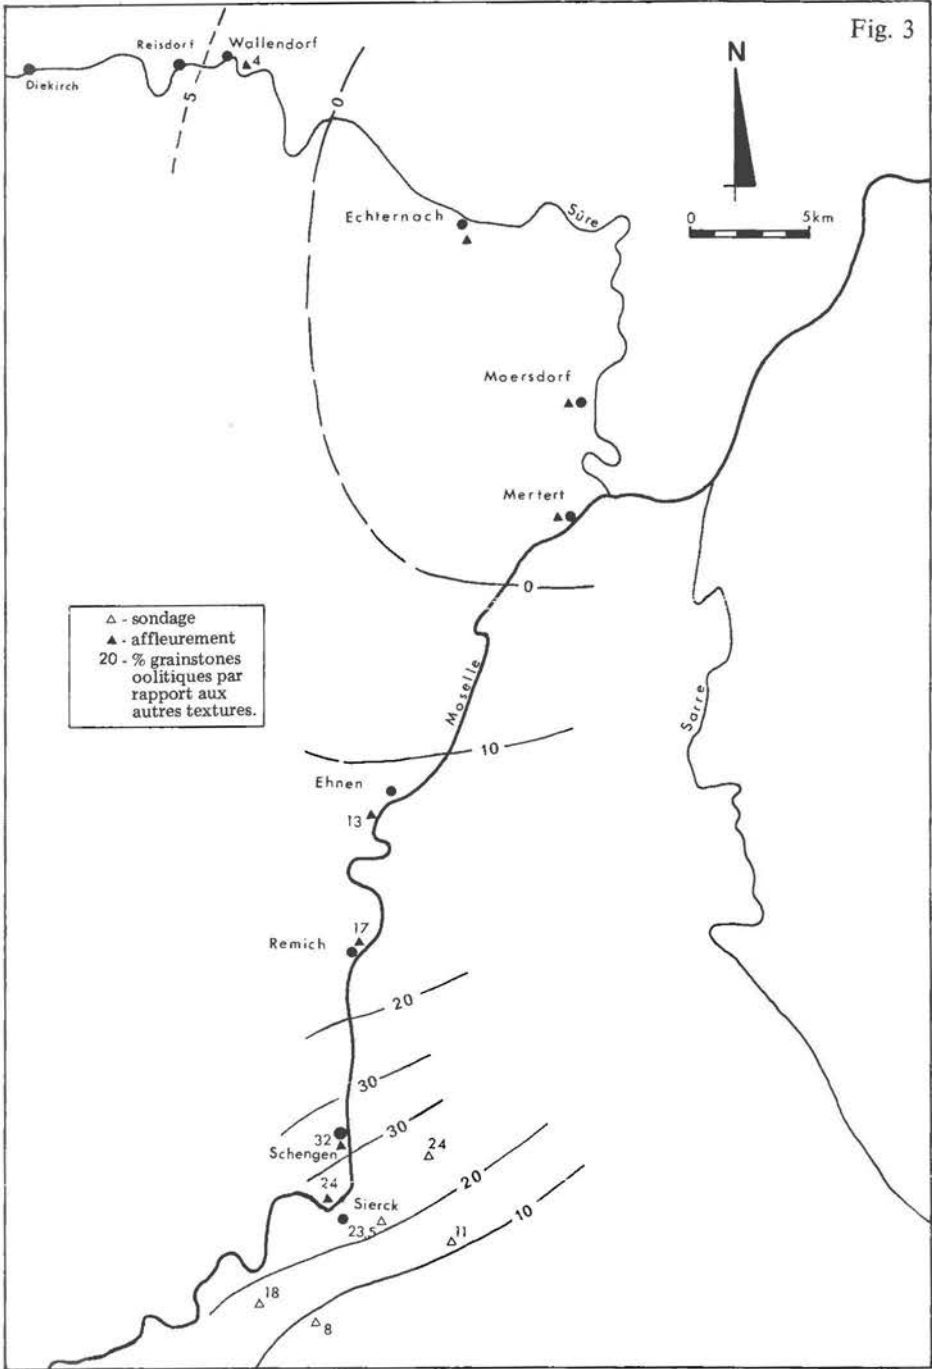 Fig. 3
Reisdorf
Wallendorf
4
Diekirch
5
0
N
0 5km
Echternach
Sûre
Moersdorf
Mertert
0
△ - sondage
▲ - affleurement
20 - % grainstones
oolitiques par
rapport aux
autres textures.
Moselle
Sarre
10
Ehnen
13
17
Remich
20
30
30
32
Schengen
24
24
20
Sierck
23,5
10
11
18
8